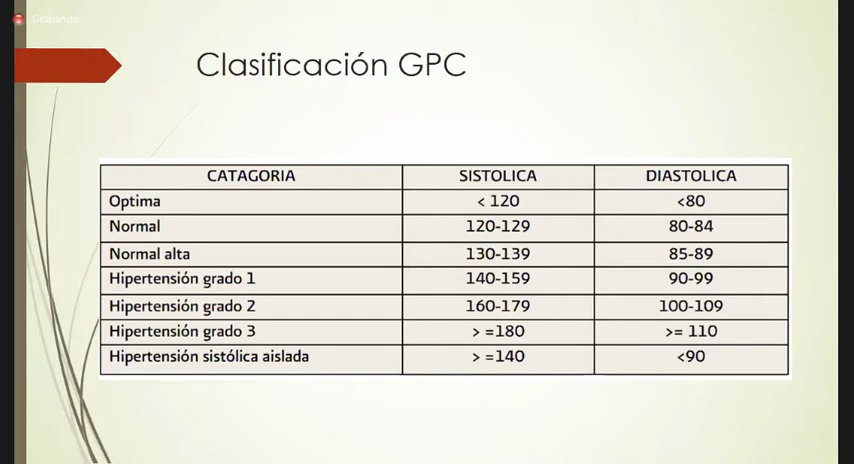 Grabando
Clasificación GPC
CATAGORIA SISTOLICA DIASTOLICA
Optima < 120 <80
Normal 120-129 80-84
Normal alta 130-139 85-89
Hipertensión grado 1 140-159 90-99
Hipertensión grado 2 160-179 100-109
Hipertensión grado 3 > =180 >= 110
Hipertensión sistólica aislada > =140 <90